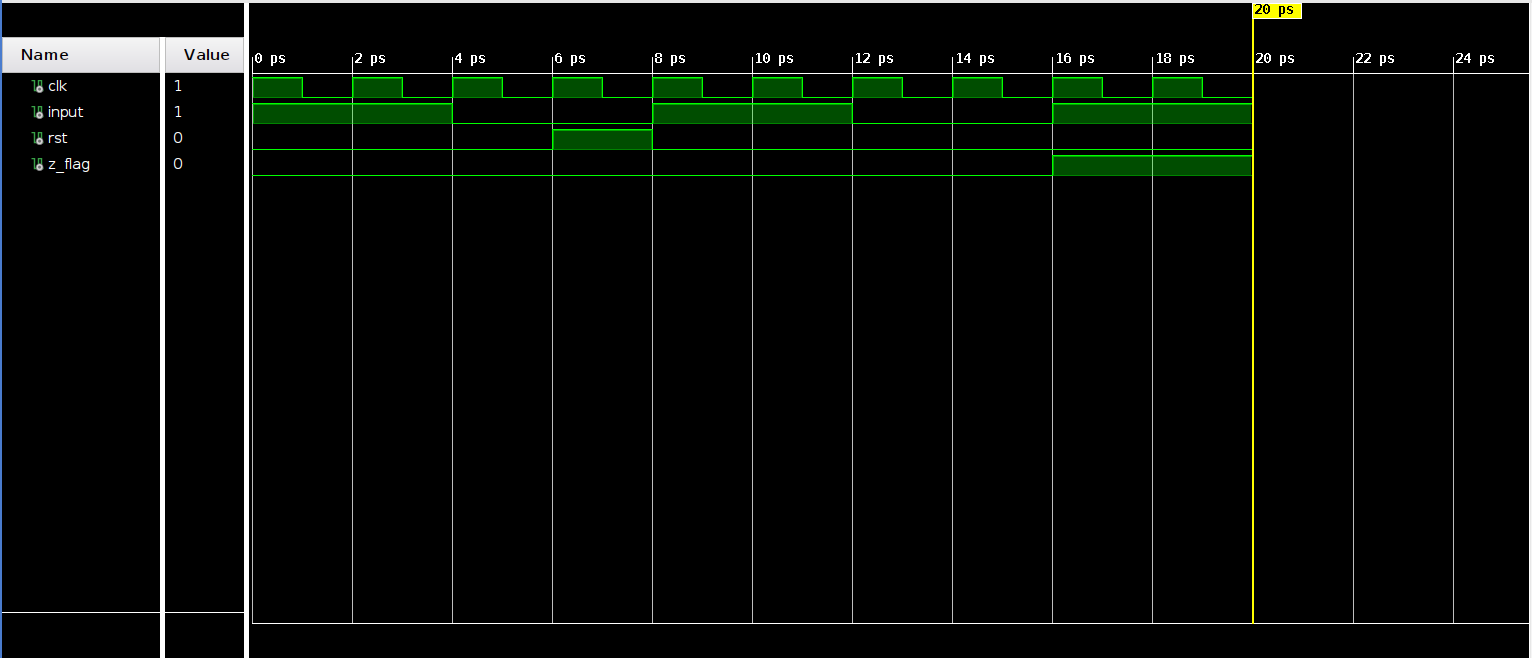 20 ps
Name Value
0 ps 2 ps 4 ps 6 ps 8 ps 10 ps 12 ps 14 ps 16 ps 18 ps 20 ps 22 ps 24 ps
clk 1
input 1
rst 0
z_flag 0